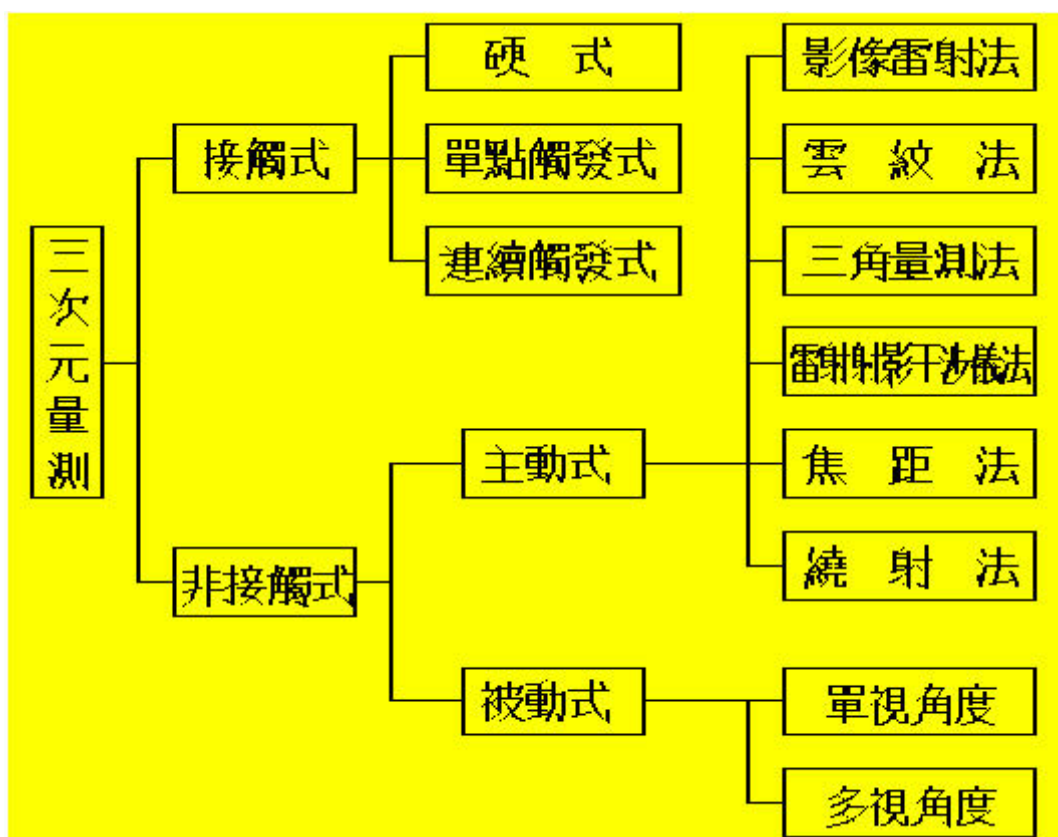 三次元量測
接觸式
硬 式
單點觸發式
連續觸發式
非接觸式
主動式
影像雷射法
雲 紋 法
三角量測法
雷射射影干涉儀法
焦 距 法
繞 射 法
被動式
單視角度
多視角度